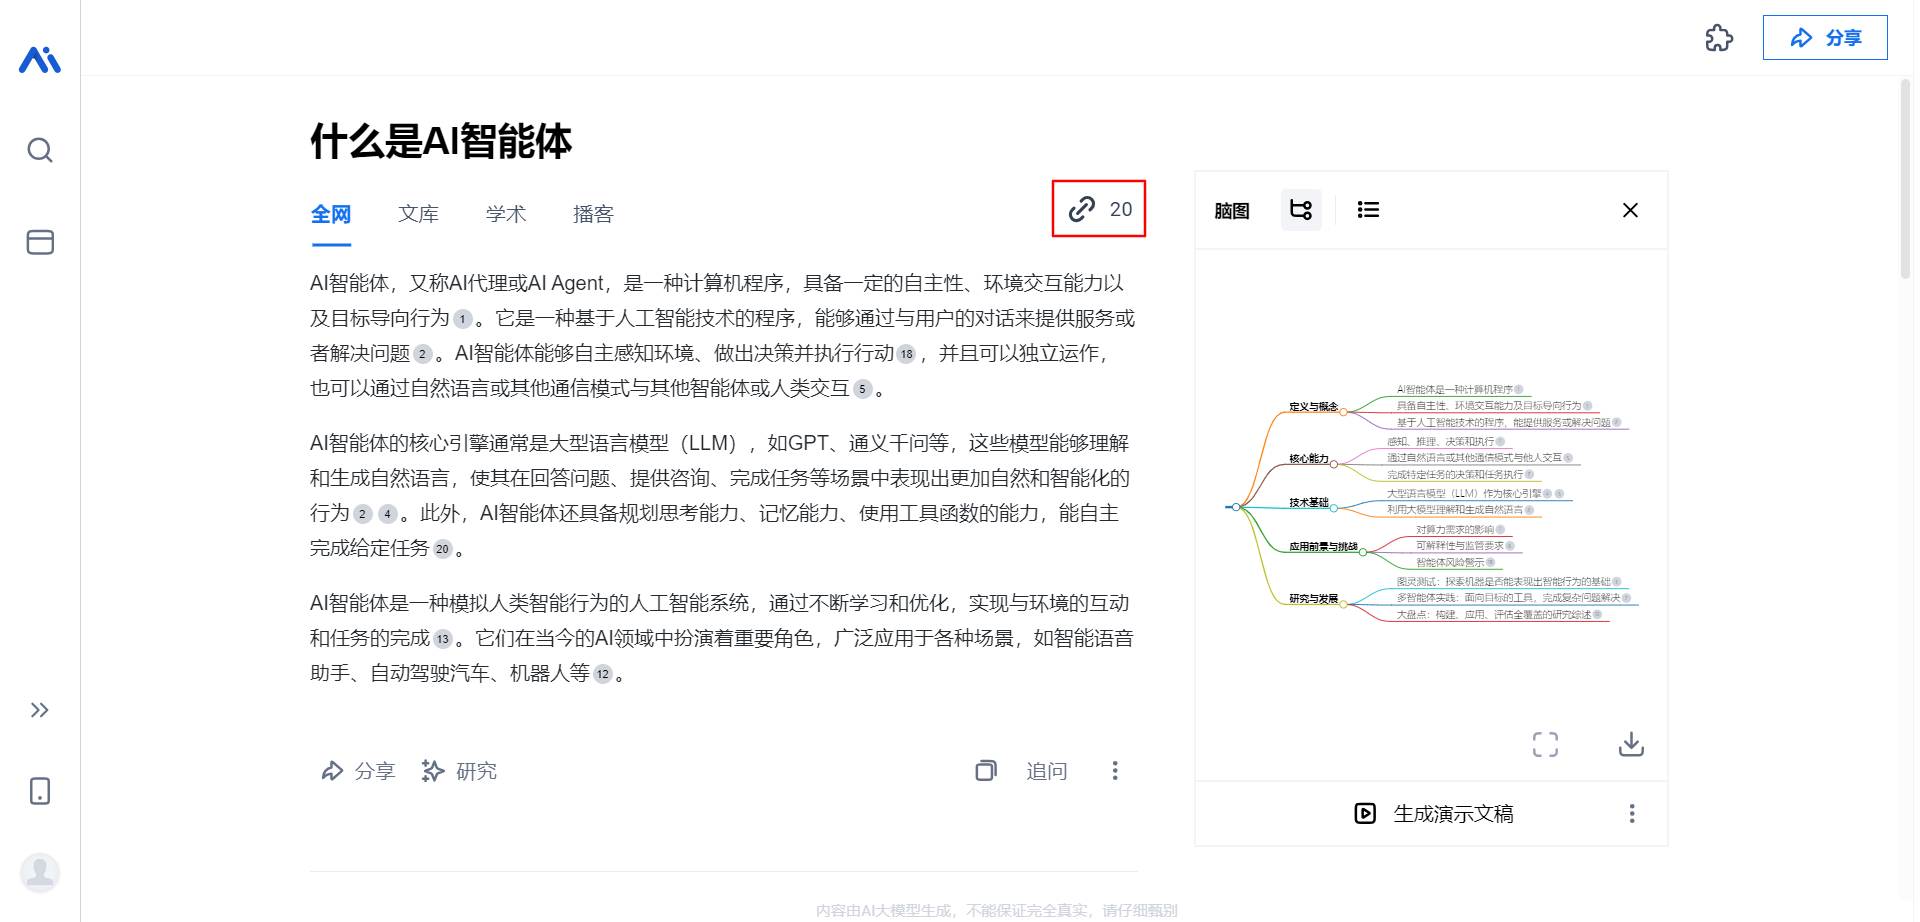 分享
什么是AI智能体
全网 文库 学术 播客
20
AI智能体，又称AI代理或AI Agent，是一种计算机程序，具备一定的自主性、环境交互能力以
及目标导向行为 1 。它是一种基于人工智能技术的程序，能够通过与用户的对话来提供服务或
者解决问题 2 。AI智能体能够自主感知环境、做出决策并执行行动 18 ，并且可以独立运作，
也可以通过自然语言或其他通信模式与其他智能体或人类交互 5 。
AI智能体的核心引擎通常是大型语言模型（LLM），如GPT、通义千问等，这些模型能够理解
和生成自然语言，使其在回答问题、提供咨询、完成任务等场景中表现出更加自然和智能化的
行为 2 4 。此外，AI智能体还具备规划思考能力、记忆能力、使用工具函数的能力，能自主
完成给定任务 20 。
AI智能体是一种模拟人类智能行为的人工智能系统，通过不断学习和优化，实现与环境的互动
和任务的完成 13 。它们在当今的AI领域中扮演着重要角色，广泛应用于各种场景，如智能语音
助手、自动驾驶汽车、机器人等 12 。
分享 研究 追问
脑图
定义与概念
AI智能体是一种计算机程序
具备自主性、环境交互能力及目标导向行为
基于人工智能技术的程序，能提供服务或解决问题
核心能力
感知、推理、决策和执行
通过自然语言或其他通信模式与他人交互
完成特定任务的决策和任务执行
技术基础
大型语言模型（LLM）作为核心引擎
利用大模型理解和生成自然语言
应用前景与挑战
对算力需求的影响
可解释性与监管要求
智能体风险警示
研究与发展
图灵测试：探索机器是否能表现出智能行为的基础
多智能体实践：面向目标的工具，完成复杂问题解决
大盘点：构建、应用、评估全覆盖的研究综述
生成演示文稿
内容由AI大模型生成，不能保证完全真实，请仔细甄别